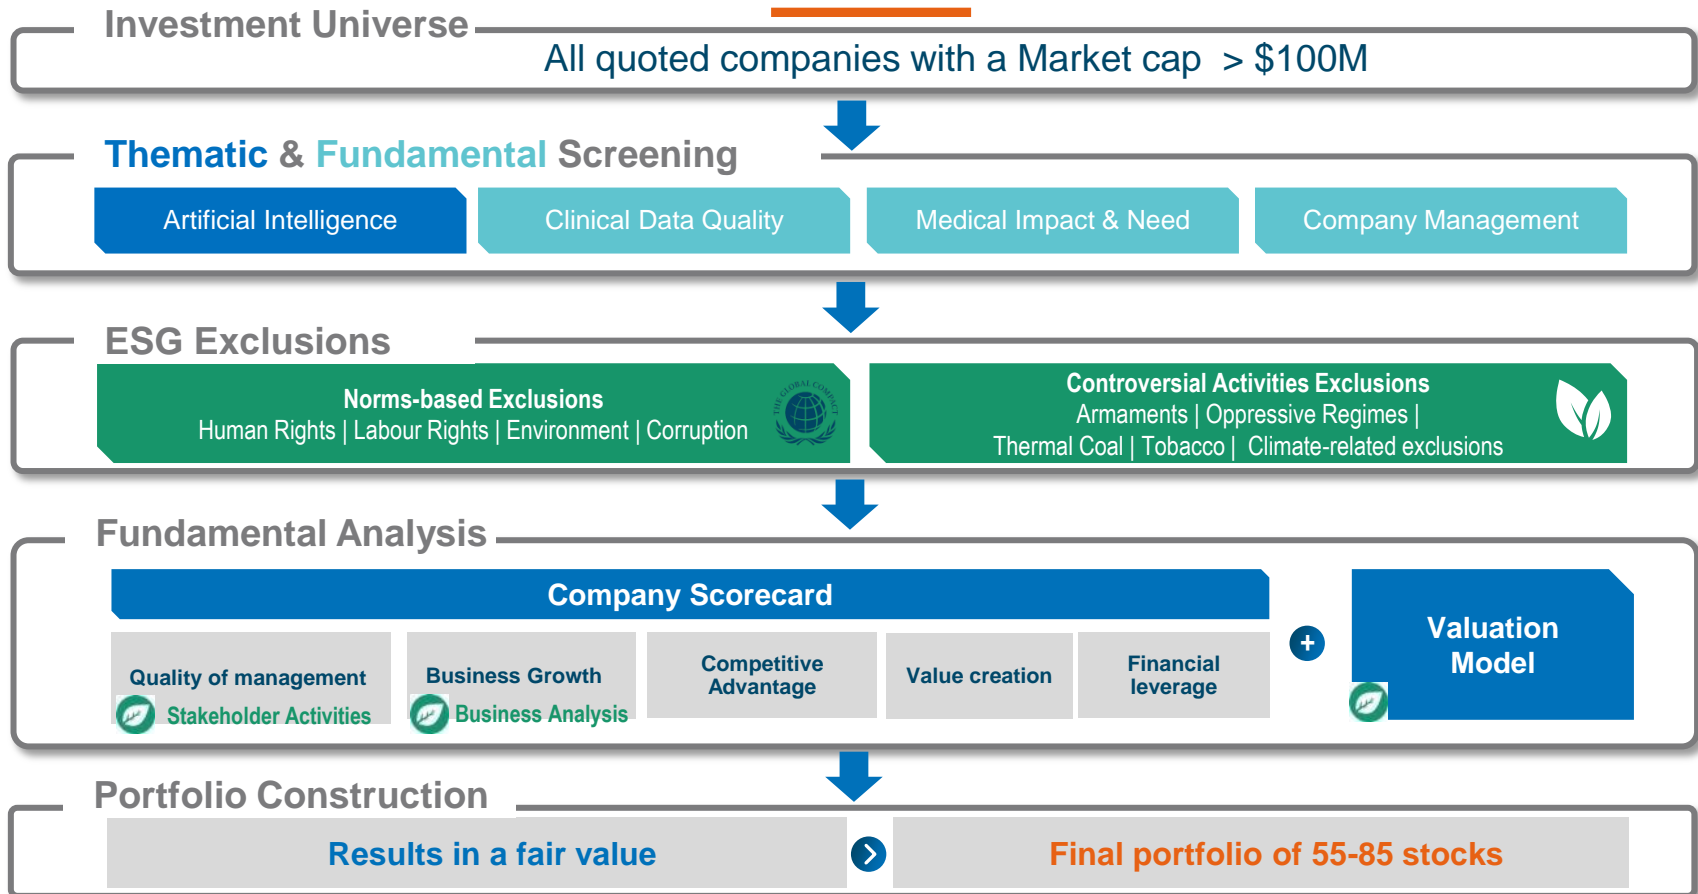 Investment Universe
All quoted companies with a Market cap > $100M
Thematic & Fundamental Screening
Artificial Intelligence
Clinical Data Quality
Medical Impact & Need
Company Management
ESG Exclusions
Norms-based Exclusions
Human Rights | Labour Rights | Environment | Corruption
THE GLOBAL COMPACT
Controversial Activities Exclusions
Armaments | Oppressive Regimes |
Thermal Coal | Tobacco | Climate-related exclusions
Fundamental Analysis
Company Scorecard
Quality of management
Stakeholder Activities
Business Growth
Business Analysis
Competitive
Advantage
Value creation
Financial
leverage
+
Valuation
Model
Portfolio Construction
Results in a fair value
Final portfolio of 55-85 stocks